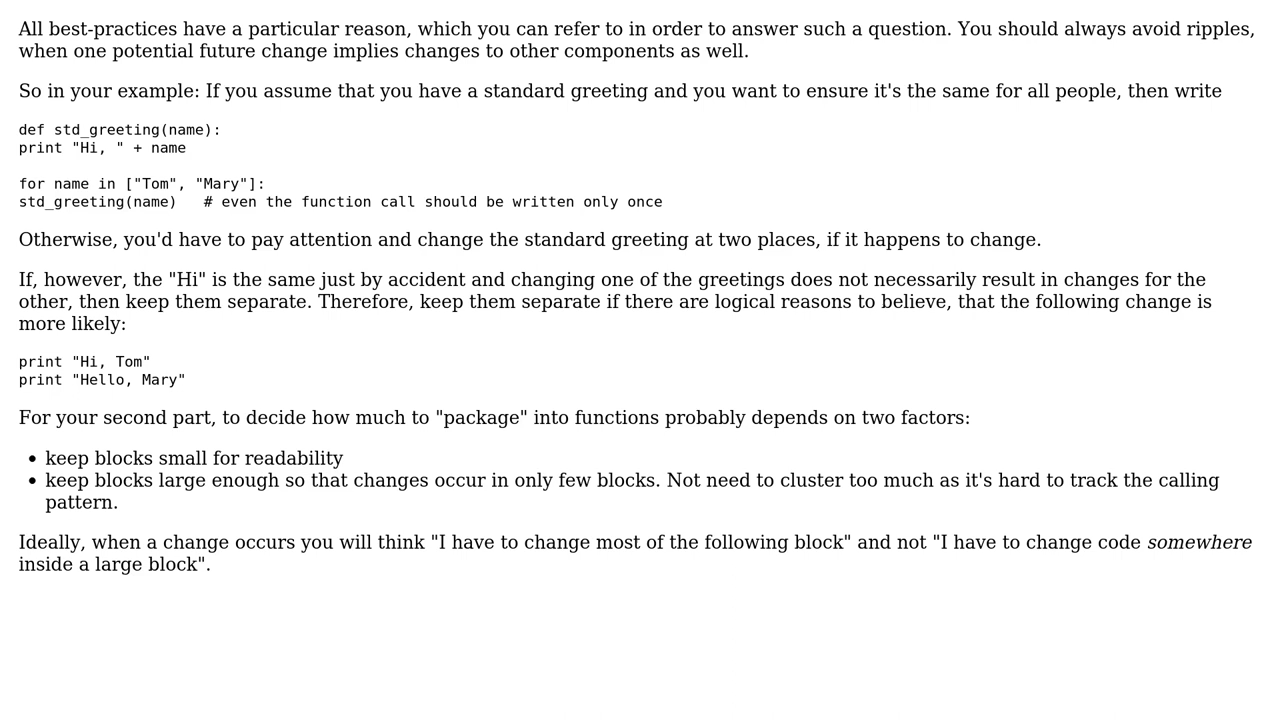 All best-practices have a particular reason, which you can refer to in order to answer such a question. You should always avoid ripples,
when one potential future change implies changes to other components as well.
So in your example: If you assume that you have a standard greeting and you want to ensure it's the same for all people, then write
def std_greeting(name):
print "Hi, " + name
for name in ["Tom", "Mary"]:
std_greeting(name)   # even the function call should be written only once
Otherwise, you'd have to pay attention and change the standard greeting at two places, if it happens to change.
If, however, the "Hi" is the same just by accident and changing one of the greetings does not necessarily result in changes for the
other, then keep them separate. Therefore, keep them separate if there are logical reasons to believe, that the following change is
more likely:
print "Hi, Tom"
print "Hello, Mary"
For your second part, to decide how much to "package" into functions probably depends on two factors:
• keep blocks small for readability
• keep blocks large enough so that changes occur in only few blocks. Not need to cluster too much as it's hard to track the calling
pattern.
Ideally, when a change occurs you will think "I have to change most of the following block" and not "I have to change code somewhere
inside a large block".